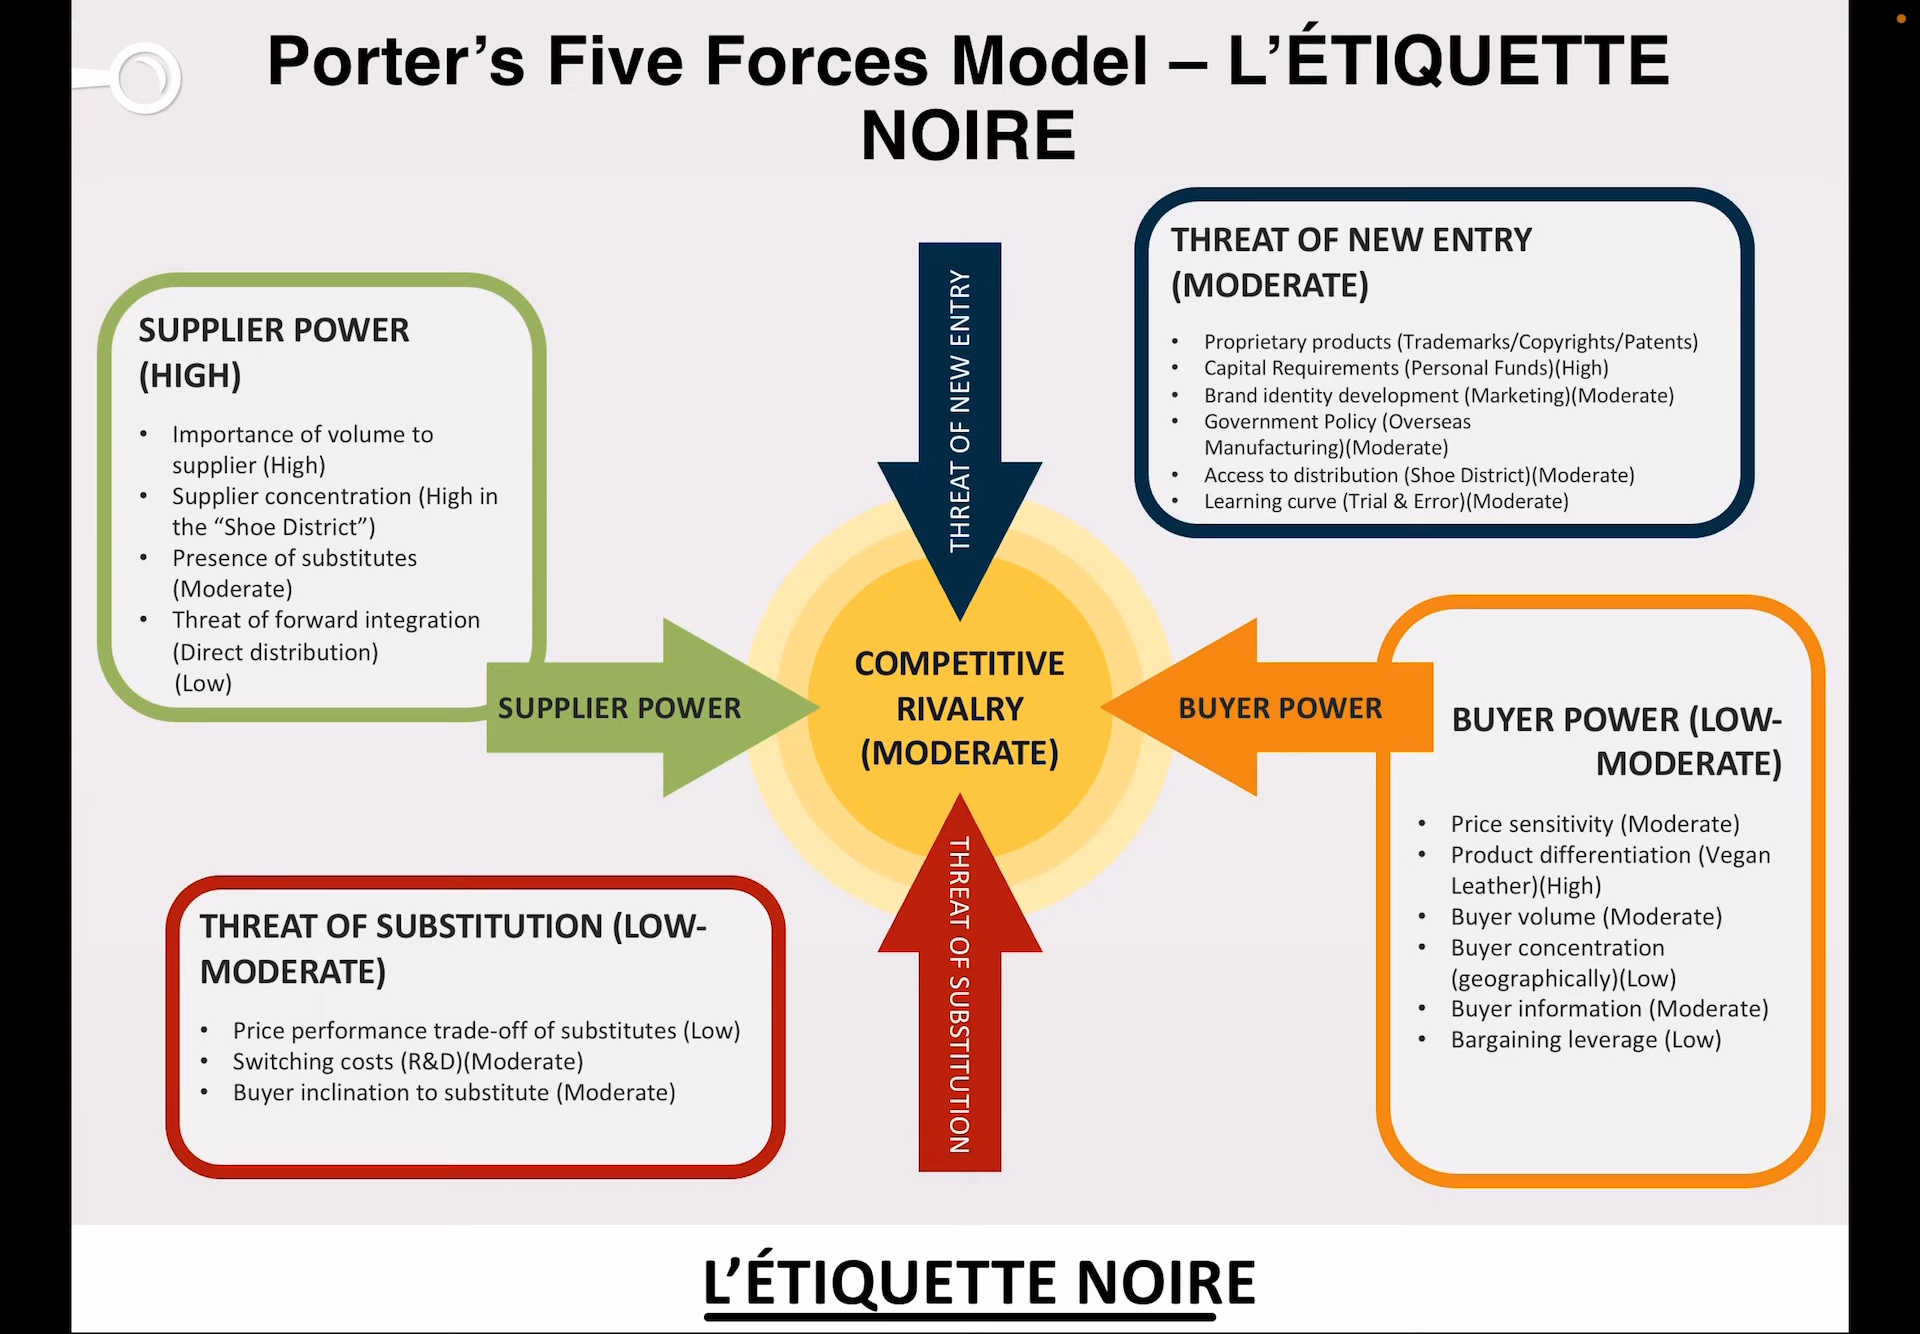 Porter’s Five Forces Model – L’ÉTIQUETTE
NOIRE
SUPPLIER POWER
(HIGH)
• Importance of volume to
supplier (High)
• Supplier concentration (High in
the “Shoe District”)
• Presence of substitutes
(Moderate)
• Threat of forward integration
(Direct distribution)
(Low)
THREAT OF NEW ENTRY
THREAT OF NEW ENTRY
(MODERATE)
• Proprietary products (Trademarks/Copyrights/Patents)
• Capital Requirements (Personal Funds)(High)
• Brand identity development (Marketing)(Moderate)
• Government Policy (Overseas
Manufacturing)(Moderate)
• Access to distribution (Shoe District)(Moderate)
• Learning curve (Trial & Error)(Moderate)
SUPPLIER POWER
COMPETITIVE
RIVALRY
(MODERATE)
BUYER POWER
BUYER POWER (LOW-
MODERATE)
• Price sensitivity (Moderate)
• Product differentiation (Vegan
Leather)(High)
• Buyer volume (Moderate)
• Buyer concentration
(geographically)(Low)
• Buyer information (Moderate)
• Bargaining leverage (Low)
THREAT OF SUBSTITUTION (LOW-
MODERATE)
• Price performance trade-off of substitutes (Low)
• Switching costs (R&D)(Moderate)
• Buyer inclination to substitute (Moderate)
THREAT OF SUBSTITUTION
L’ÉTIQUETTE NOIRE